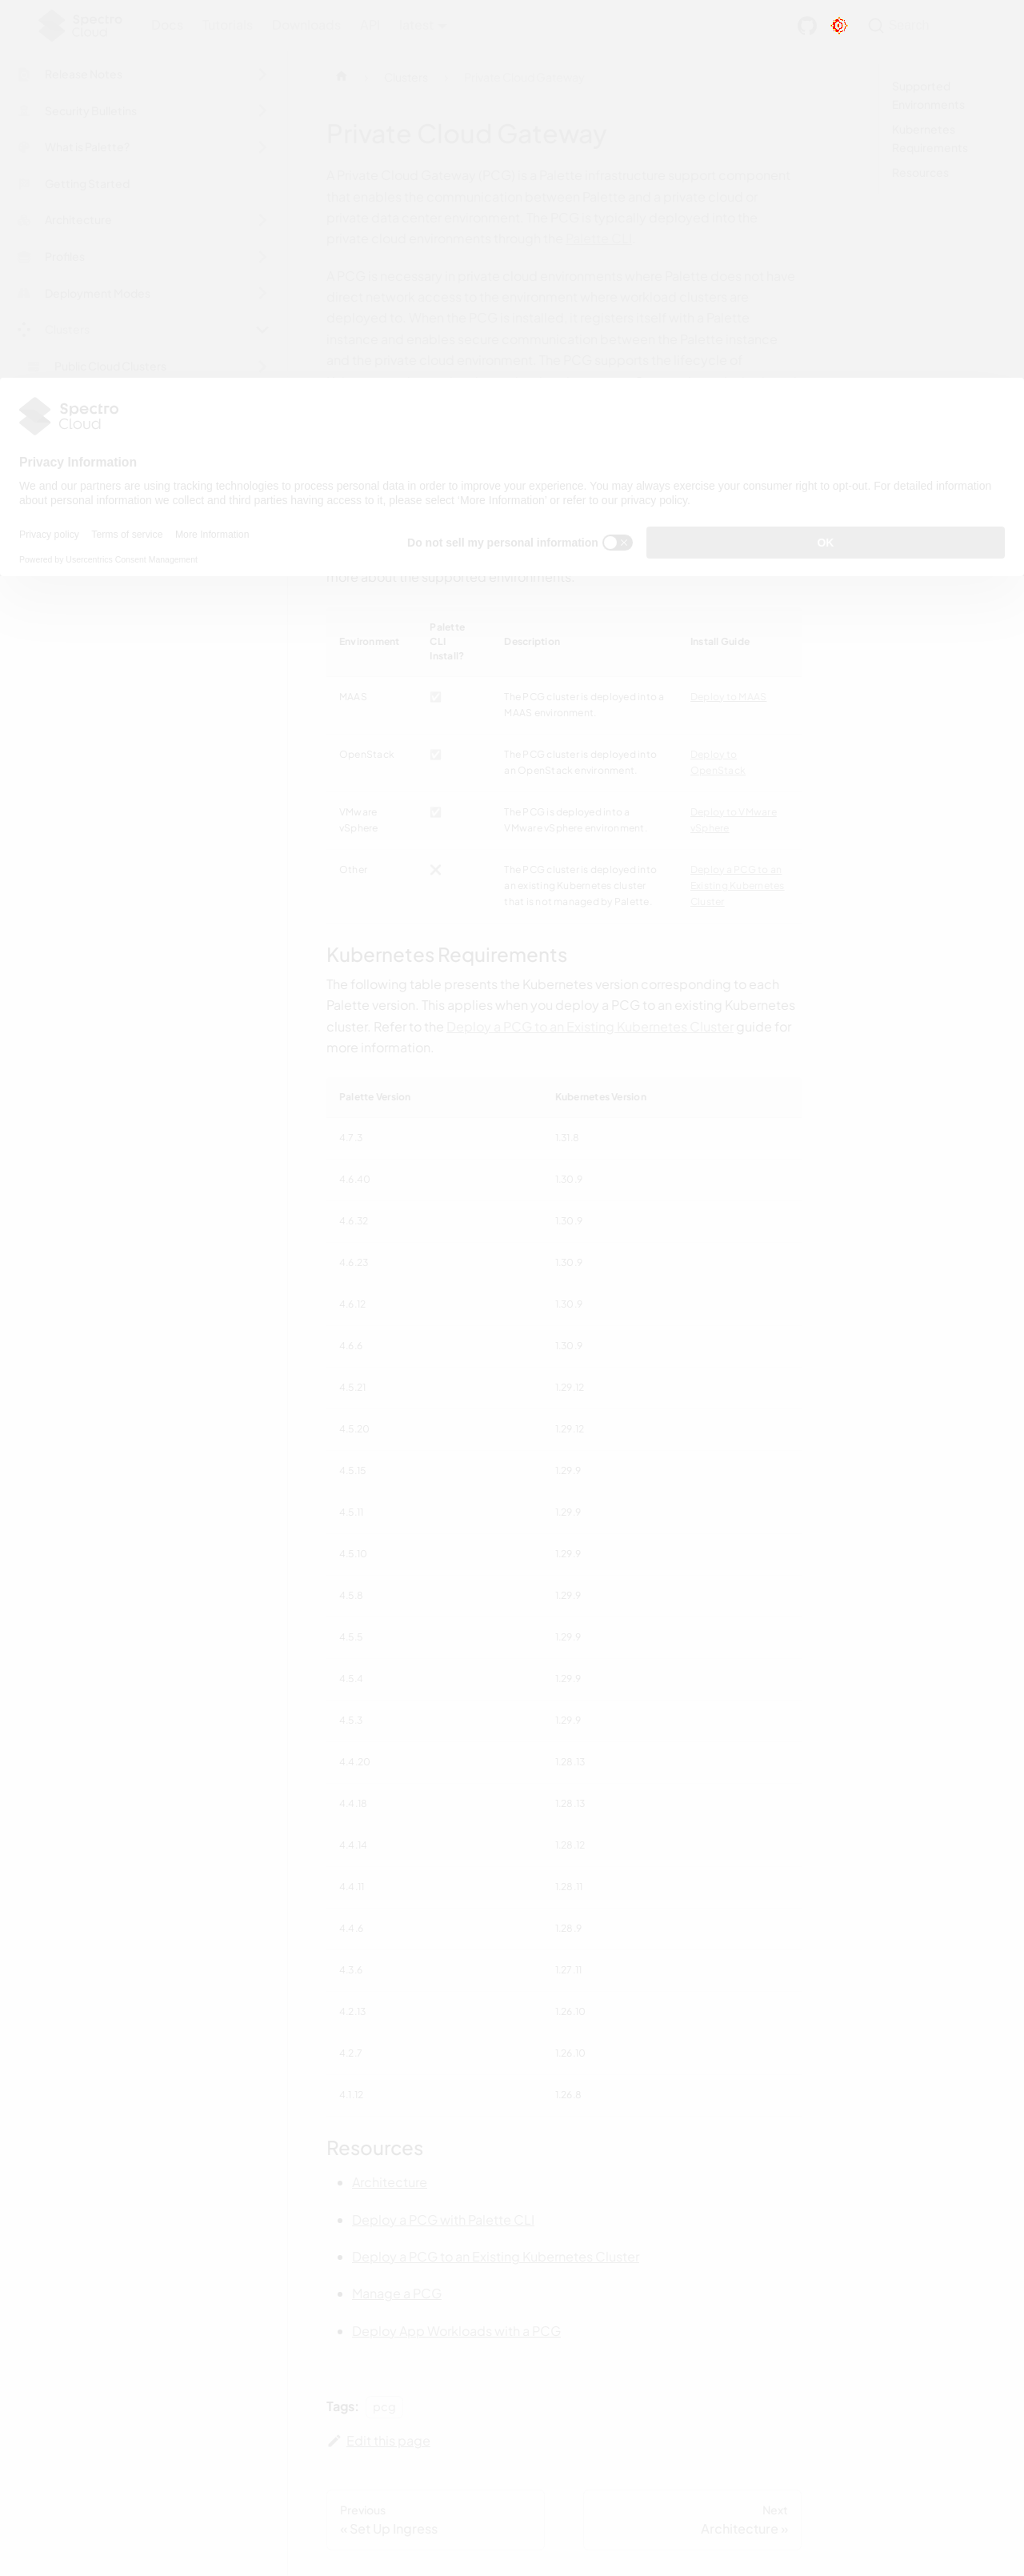 Spectro
Cloud
Docs
Tutorials
Downloads
API
latest
Search
Release Notes
Security Bulletins
What is Palette?
Getting Started
Architecture
Profiles
Deployment Modes
Clusters
Public Cloud Clusters
Clusters
Private Cloud Gateway
Supported
Environments
Kubernetes
Requirements
Resources
Private Cloud Gateway
A Private Cloud Gateway (PCG) is a Palette infrastructure support component
that enables the communication between Palette and a private cloud or
private data center environment. The PCG is typically deployed into the
private cloud environments through the Palette CLI.
A PCG is necessary in private cloud environments where Palette does not have
direct network access to the environment where workload clusters are
deployed to. When the PCG is installed, it registers itself with a Palette
instance and enables secure communication between the Palette instance
and the private cloud environment. The PCG supports the lifecycle of
Spectro
Cloud
Privacy Information
We and our partners are using tracking technologies to process personal data in order to improve your experience. You may always exercise your consumer right to opt-out. For detailed information
about personal information we collect and third parties having access to it, please select 'More Information' or refer to our privacy policy.
Privacy policy
Terms of service
More Information
Powered by Usercentrics Consent Management
Do not sell my personal information
OK
more about the supported environments.
Environment
Palette
CLI
Install?
Description
Install Guide
MAAS
The PCG cluster is deployed into a
MAAS environment.
Deploy to MAAS
OpenStack
The PCG cluster is deployed into
an OpenStack environment.
Deploy to
OpenStack
VMware
vSphere
The PCG is deployed into a
VMware vSphere environment.
Deploy to VMware
vSphere
Other
The PCG cluster is deployed into
an existing Kubernetes cluster
that is not managed by Palette.
Deploy a PCG to an
Existing Kubernetes
Cluster
Kubernetes Requirements
The following table presents the Kubernetes version corresponding to each
Palette version. This applies when you deploy a PCG to an existing Kubernetes
cluster. Refer to the Deploy a PCG to an Existing Kubernetes Cluster guide for
more information.
Palette Version Kubernetes Version
4.7.3 1.31.8
4.6.40 1.30.9
4.6.32 1.30.9
4.6.23 1.30.9
4.6.12 1.30.9
4.6.6 1.30.9
4.5.21 1.29.12
4.5.20 1.29.12
4.5.15 1.29.9
4.5.11 1.29.9
4.5.10 1.29.9
4.5.8 1.29.9
4.5.5 1.29.9
4.5.4 1.29.9
4.5.3 1.29.9
4.4.20 1.28.13
4.4.18 1.28.13
4.4.14 1.28.12
4.4.11 1.28.11
4.4.6 1.28.9
4.3.6 1.27.11
4.2.13 1.26.10
4.2.7 1.26.10
4.1.12 1.26.8
Resources
Architecture
Deploy a PCG with Palette CLI
Deploy a PCG to an Existing Kubernetes Cluster
Manage a PCG
Deploy App Workloads with a PCG
Tags: pcg
Edit this page
Previous
« Set Up Ingress
Next
Architecture »